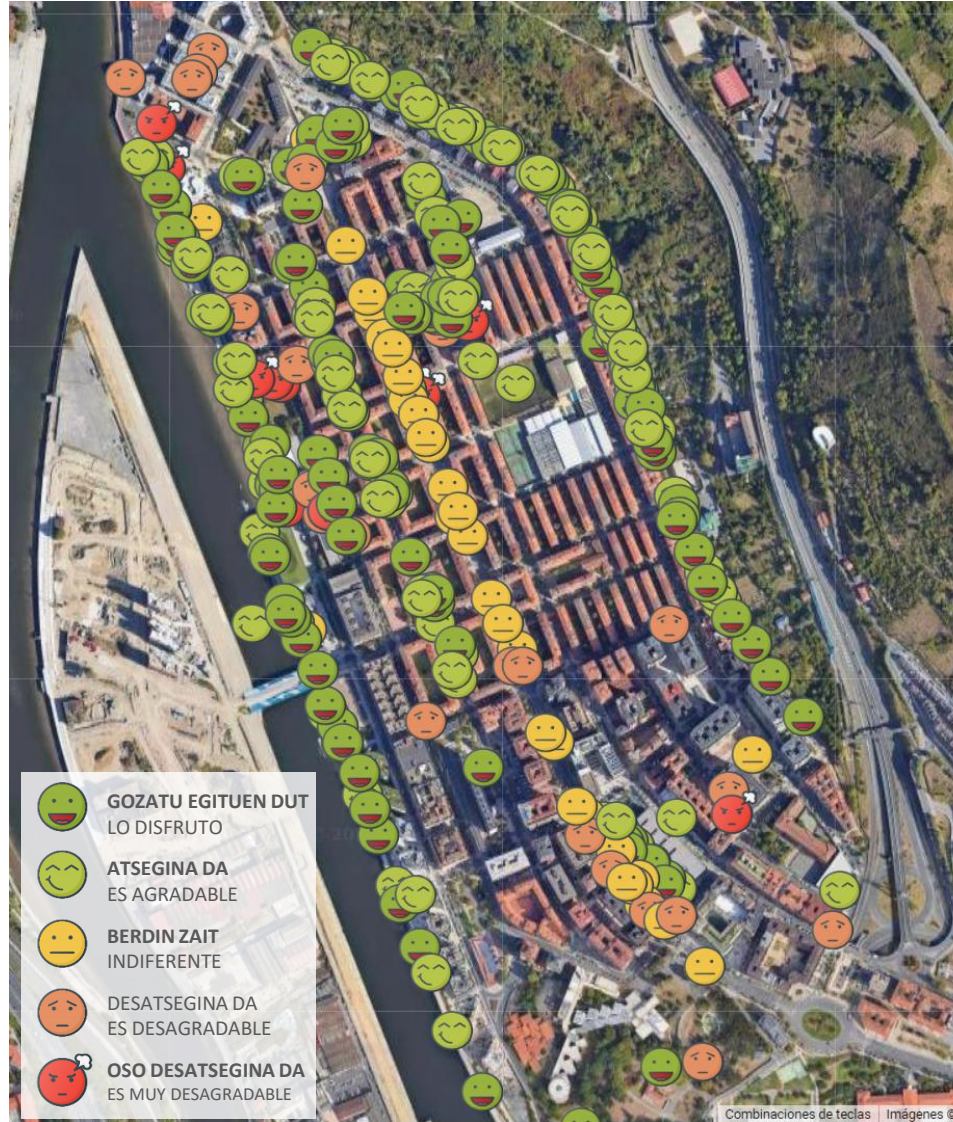 GOZATU EGITUEN DUT
LO DISFRUTO
ATSEGINA DA
ES AGRADABLE
BERDIN ZAIT
INDIFERENTE
DESATSEGINA DA
ES DESAGRADABLE
OSO DESATSEGINA DA
ES MUY DESAGRADABLE
Combinaciones de teclas Imágenes ©